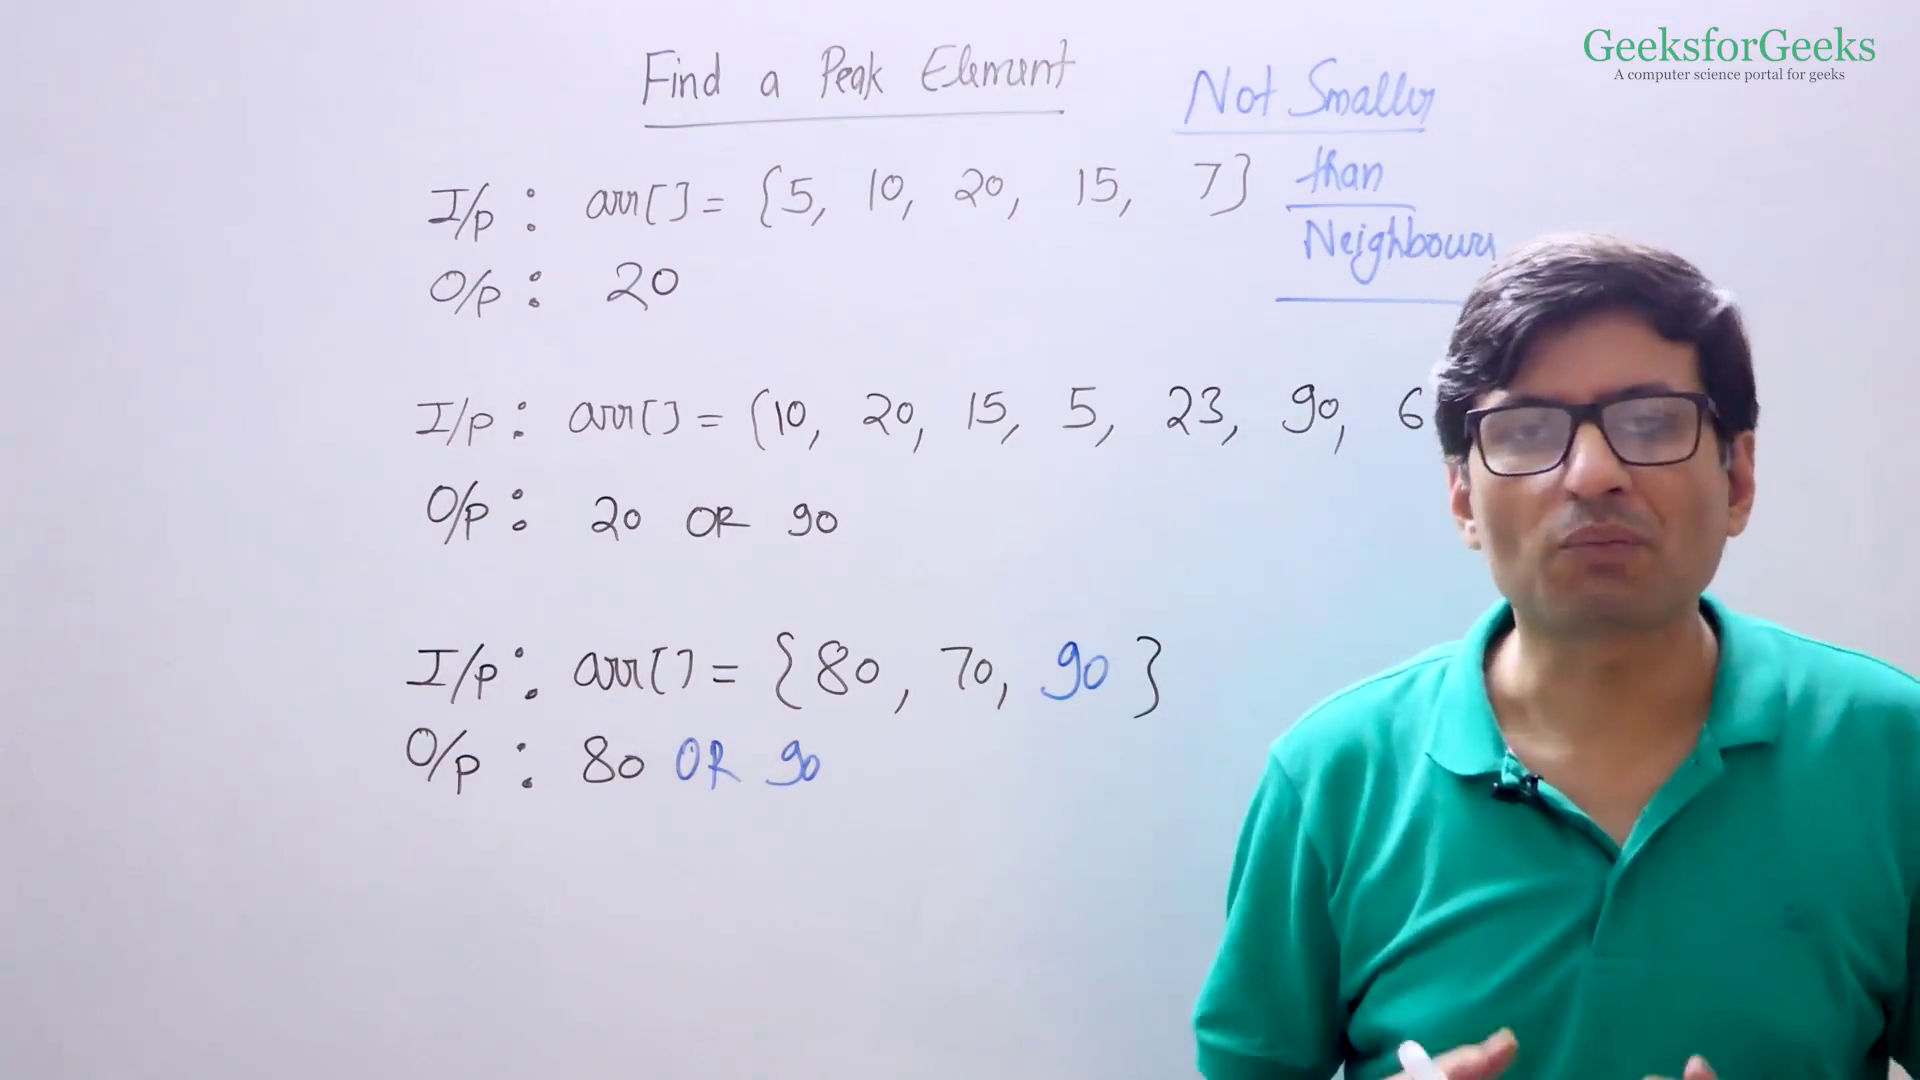 GeeksforGeeks
A computer science portal for geeks
Find a Peak Element
Not Smaller
than
Neighbours
I/p : arr[] = {5, 10, 20, 15, 7}
O/p : 20
I/p : arr[] = {10, 20, 15, 5, 23, 90, 6
O/p : 20 OR 90
I/p : arr[] = {80, 70, 90}
O/p : 80 OR 90